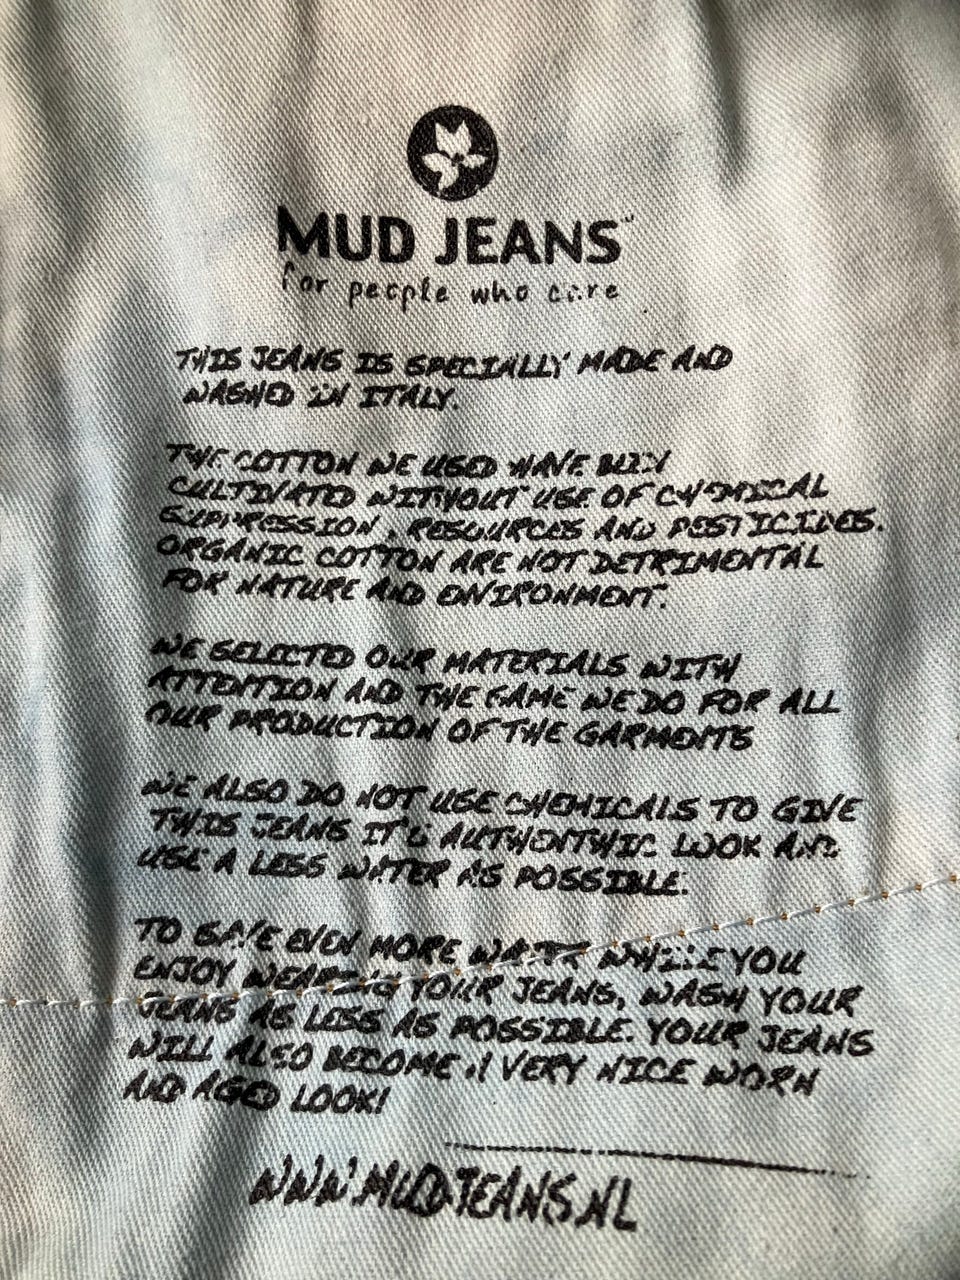 MUD JEANS™
for people who care
THIS JEANS IS SPECIALLY MADE AND
WASHED IN ITALY.
THE COTTON WE USED HAVE BEEN
CULTIVATED WITHOUT USE OF CHEMICAL
SUPPRESSION, RESOURCES AND PESTICIDES.
ORGANIC COTTON ARE NOT DETRIMENTAL
FOR NATURE AND ENVIRONMENT.
WE SELECTED OUR MATERIALS WITH
ATTENTION AND THE SAME WE DO FOR ALL
OUR PRODUCTION OF THE GARMENTS
WE ALSO DO NOT USE CHEMICALS TO GIVE
THIS JEANS IT'S AUTHENTHIC LOOK AND
USE A LESS WATER AS POSSIBLE.
TO SAVE EVEN MORE WATER WHILE YOU
ENJOY WEARING YOUR JEANS, WASH YOUR
JEANS AS LESS AS POSSIBLE. YOUR JEANS
WILL ALSO BECOME A VERY NICE WORN
AND AGED LOOK!
WWW.MUDJEANS.NL